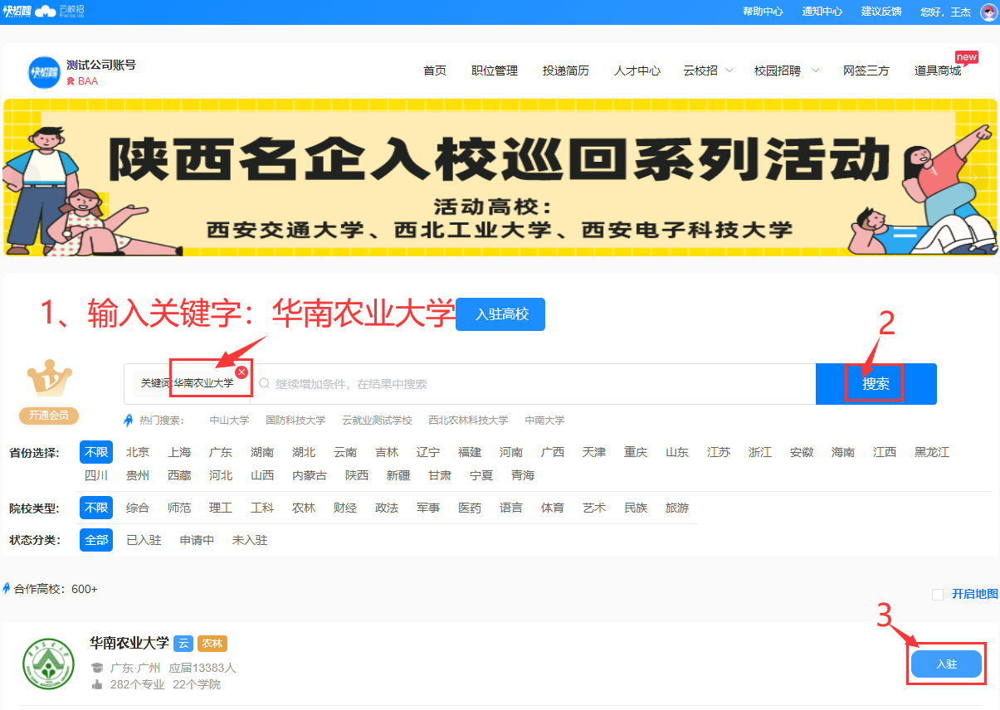 快招聘 云校招 帮助中心 通知中心 建议反馈 您好，王杰
测试公司账号
BAA
首页 职位管理 投递简历 人才中心 云校招 校园招聘 网签三方 道具商城 new
陕西名企入校巡回系列活动
活动高校：
西安交通大学、西北工业大学、西安电子科技大学
1、输入关键字：华南农业大学 入驻高校
2
关键词:华南农业大学 继续增加条件，在结果中搜索 搜索
开通会员
热门搜索： 中山大学 国防科技大学 云就业测试学校 西北农林科技大学 中南大学
省份选择： 不限 北京 上海 广东 湖南 湖北 云南 吉林 辽宁 福建 河南 广西 天津 重庆 山东 江苏 浙江 安徽 海南 江西 黑龙江
四川 贵州 西藏 河北 山西 内蒙古 陕西 新疆 甘肃 宁夏 青海
院校类型： 不限 综合 师范 理工 工科 农林 财经 政法 军事 医药 语言 体育 艺术 民族 旅游
状态分类： 全部 已入驻 申请中 未入驻
合作高校：600+ 开启地图
3
华南农业大学 云 农林
广东·广州 应届13383人 入驻
282个专业 22个学院